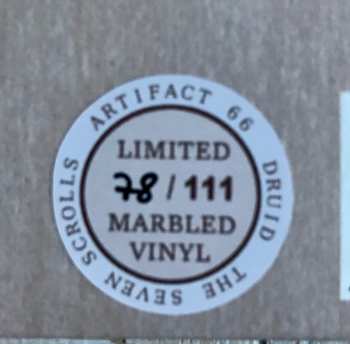 ARTIFACT 66
DRUID
THE SEVEN SCROLLS
LIMITED
78 / 111
MARBLED
VINYL